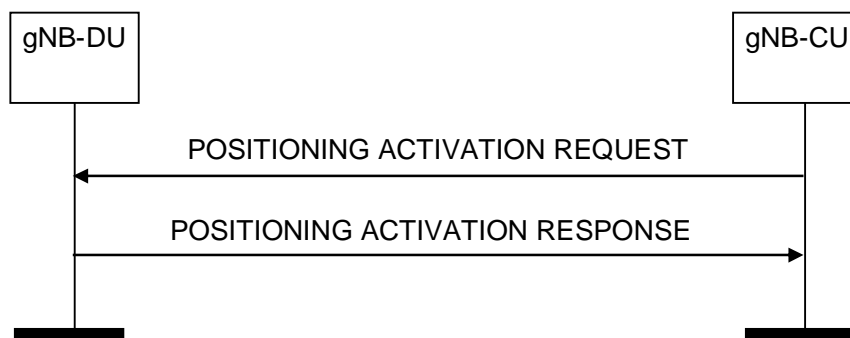 gNB-DU
gNB-CU
POSITIONING ACTIVATION REQUEST
POSITIONING ACTIVATION RESPONSE